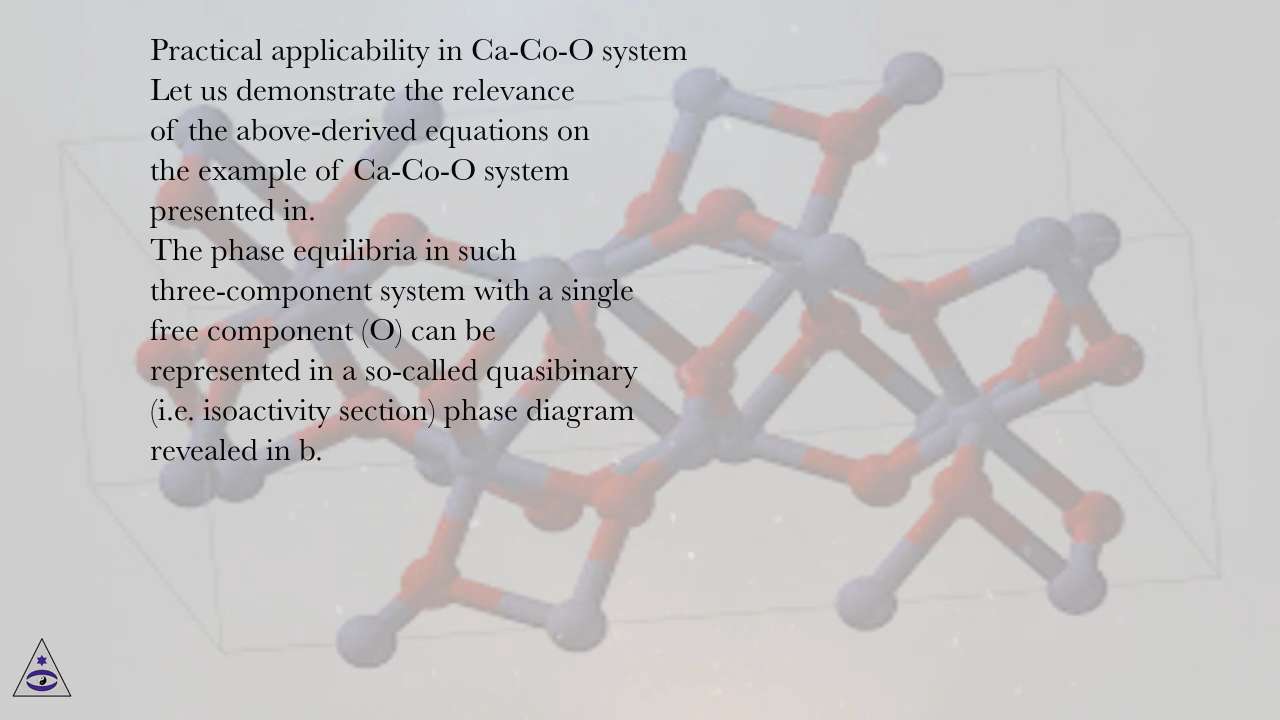 Practical applicability in Ca-Co-O system
Let us demonstrate the relevance
of the above-derived equations on
the example of Ca-Co-O system
presented in.
The phase equilibria in such
three-component system with a single
free component (O) can be
represented in a so-called quasibinary
(i.e. isoactivity section) phase diagram
revealed in b.